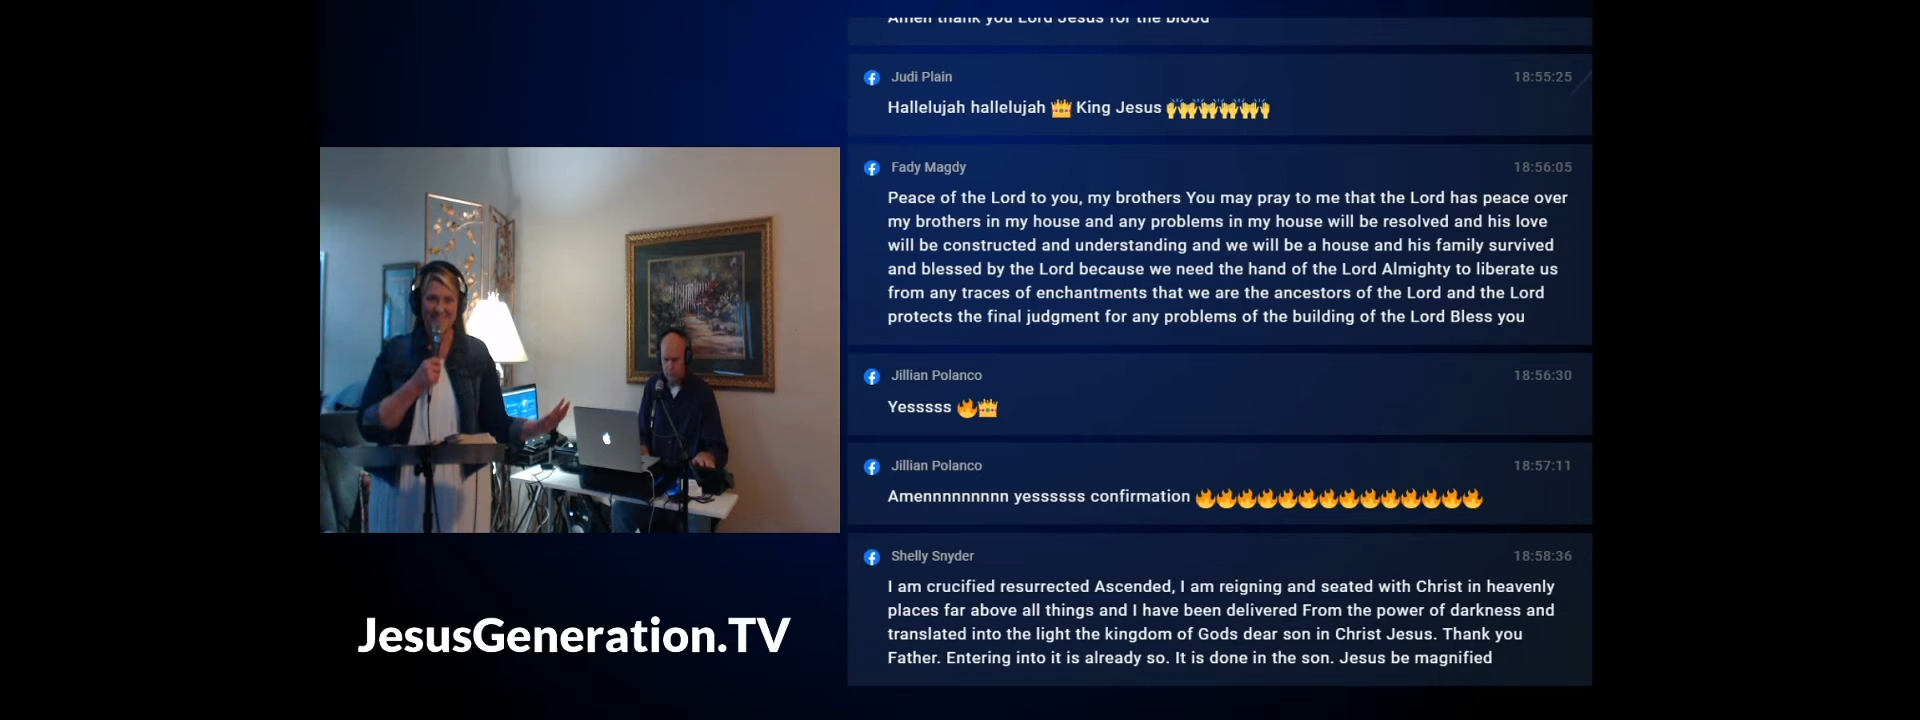 Amen thank you Lord Jesus for the blood
Judi Plain 18:55:25
Hallelujah hallelujah 👑 King Jesus 🙌🙌🙌🙌🙌
Fady Magdy 18:56:05
Peace of the Lord to you, my brothers You may pray to me that the Lord has peace over
my brothers in my house and any problems in my house will be resolved and his love
will be constructed and understanding and we will be a house and his family survived
and blessed by the Lord because we need the hand of the Lord Almighty to liberate us
from any traces of enchantments that we are the ancestors of the Lord and the Lord
protects the final judgment for any problems of the building of the Lord Bless you
Jillian Polanco 18:56:30
Yesssss 🔥👑
Jillian Polanco 18:57:11
Amennnnnnnnn yessssss confirmation 🔥🔥🔥🔥🔥🔥🔥🔥🔥🔥🔥🔥🔥🔥
Shelly Snyder 18:58:36
I am crucified resurrected Ascended, I am reigning and seated with Christ in heavenly
places far above all things and I have been delivered From the power of darkness and
translated into the light the kingdom of Gods dear son in Christ Jesus. Thank you
Father. Entering into it is already so. It is done in the son. Jesus be magnified
JesusGeneration.TV